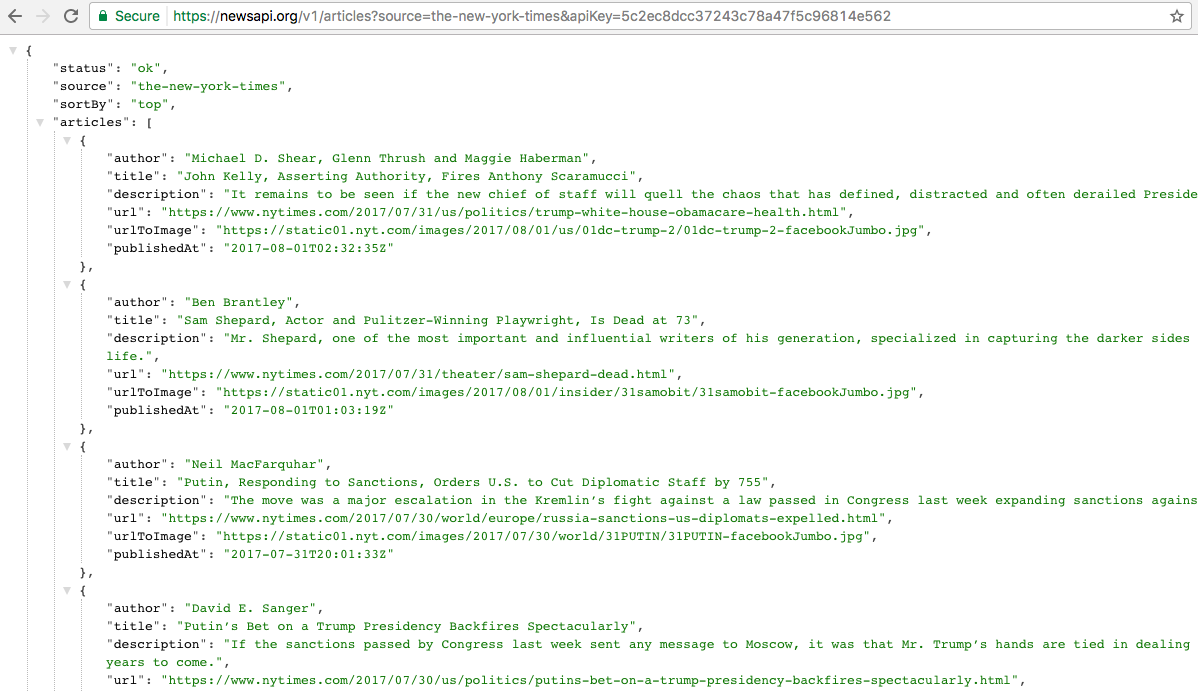 Secure https://newsapi.org/v1/articles?source=the-new-york-times&apiKey=5c2ec8dcc37243c78a47f5c96814e562
{
"status": "ok",
"source": "the-new-york-times",
"sortBy": "top",
"articles": [
{
"author": "Michael D. Shear, Glenn Thrush and Maggie Haberman",
"title": "John Kelly, Asserting Authority, Fires Anthony Scaramucci",
"description": "It remains to be seen if the new chief of staff will quell the chaos that has defined, distracted and often derailed Preside
"url": "https://www.nytimes.com/2017/07/31/us/politics/trump-white-house-obamacare-health.html",
"urlToImage": "https://static01.nyt.com/images/2017/08/01/us/01dc-trump-2/01dc-trump-2-facebookJumbo.jpg",
"publishedAt": "2017-08-01T02:32:35Z"
},
{
"author": "Ben Brantley",
"title": "Sam Shepard, Actor and Pulitzer-Winning Playwright, Is Dead at 73",
"description": "Mr. Shepard, one of the most important and influential writers of his generation, specialized in capturing the darker sides
life.",
"url": "https://www.nytimes.com/2017/07/31/theater/sam-shepard-dead.html",
"urlToImage": "https://static01.nyt.com/images/2017/08/01/insider/31samobit/31samobit-facebookJumbo.jpg",
"publishedAt": "2017-08-01T01:03:19Z"
},
{
"author": "Neil MacFarquhar",
"title": "Putin, Responding to Sanctions, Orders U.S. to Cut Diplomatic Staff by 755",
"description": "The move was a major escalation in the Kremlin’s fight against a law passed in Congress last week expanding sanctions agains
"url": "https://www.nytimes.com/2017/07/30/world/europe/russia-sanctions-us-diplomats-expelled.html",
"urlToImage": "https://static01.nyt.com/images/2017/07/30/world/31PUTIN/31PUTIN-facebookJumbo.jpg",
"publishedAt": "2017-07-31T20:01:33Z"
},
{
"author": "David E. Sanger",
"title": "Putin’s Bet on a Trump Presidency Backfires Spectacularly",
"description": "If the sanctions passed by Congress last week sent any message to Moscow, it was that Mr. Trump’s hands are tied in dealing
years to come.",
"url": "https://www.nytimes.com/2017/07/30/us/politics/putins-bet-on-a-trump-presidency-backfires-spectacularly.html",